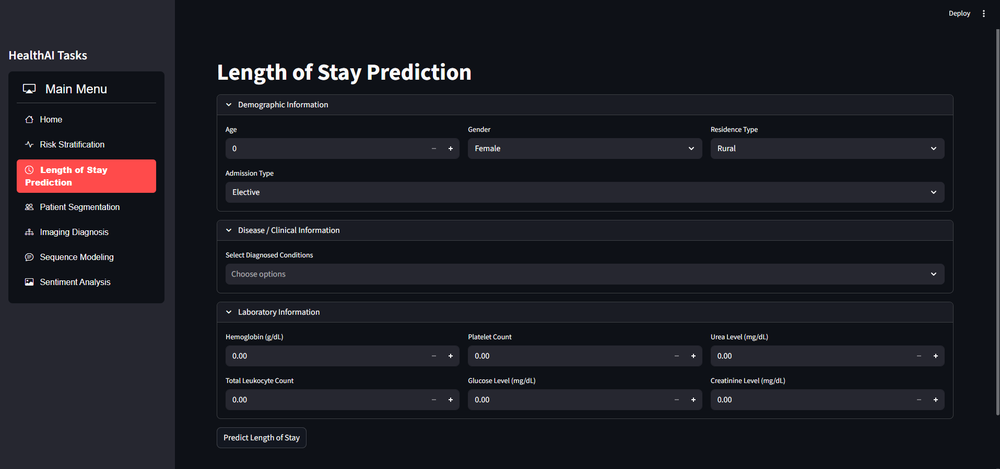 Deploy
HealthAI Tasks
Main Menu
Home
Risk Stratification
Length of Stay
Prediction
Patient Segmentation
Imaging Diagnosis
Sequence Modeling
Sentiment Analysis
Length of Stay Prediction
Demographic Information
Age Gender Residence Type
0 Female Rural
Admission Type
Elective
Disease / Clinical Information
Select Diagnosed Conditions
Choose options
Laboratory Information
Hemoglobin (g/dL) Platelet Count Urea Level (mg/dL)
0.00 0.00 0.00
Total Leukocyte Count Glucose Level (mg/dL) Creatinine Level (mg/dL)
0.00 0.00 0.00
Predict Length of Stay